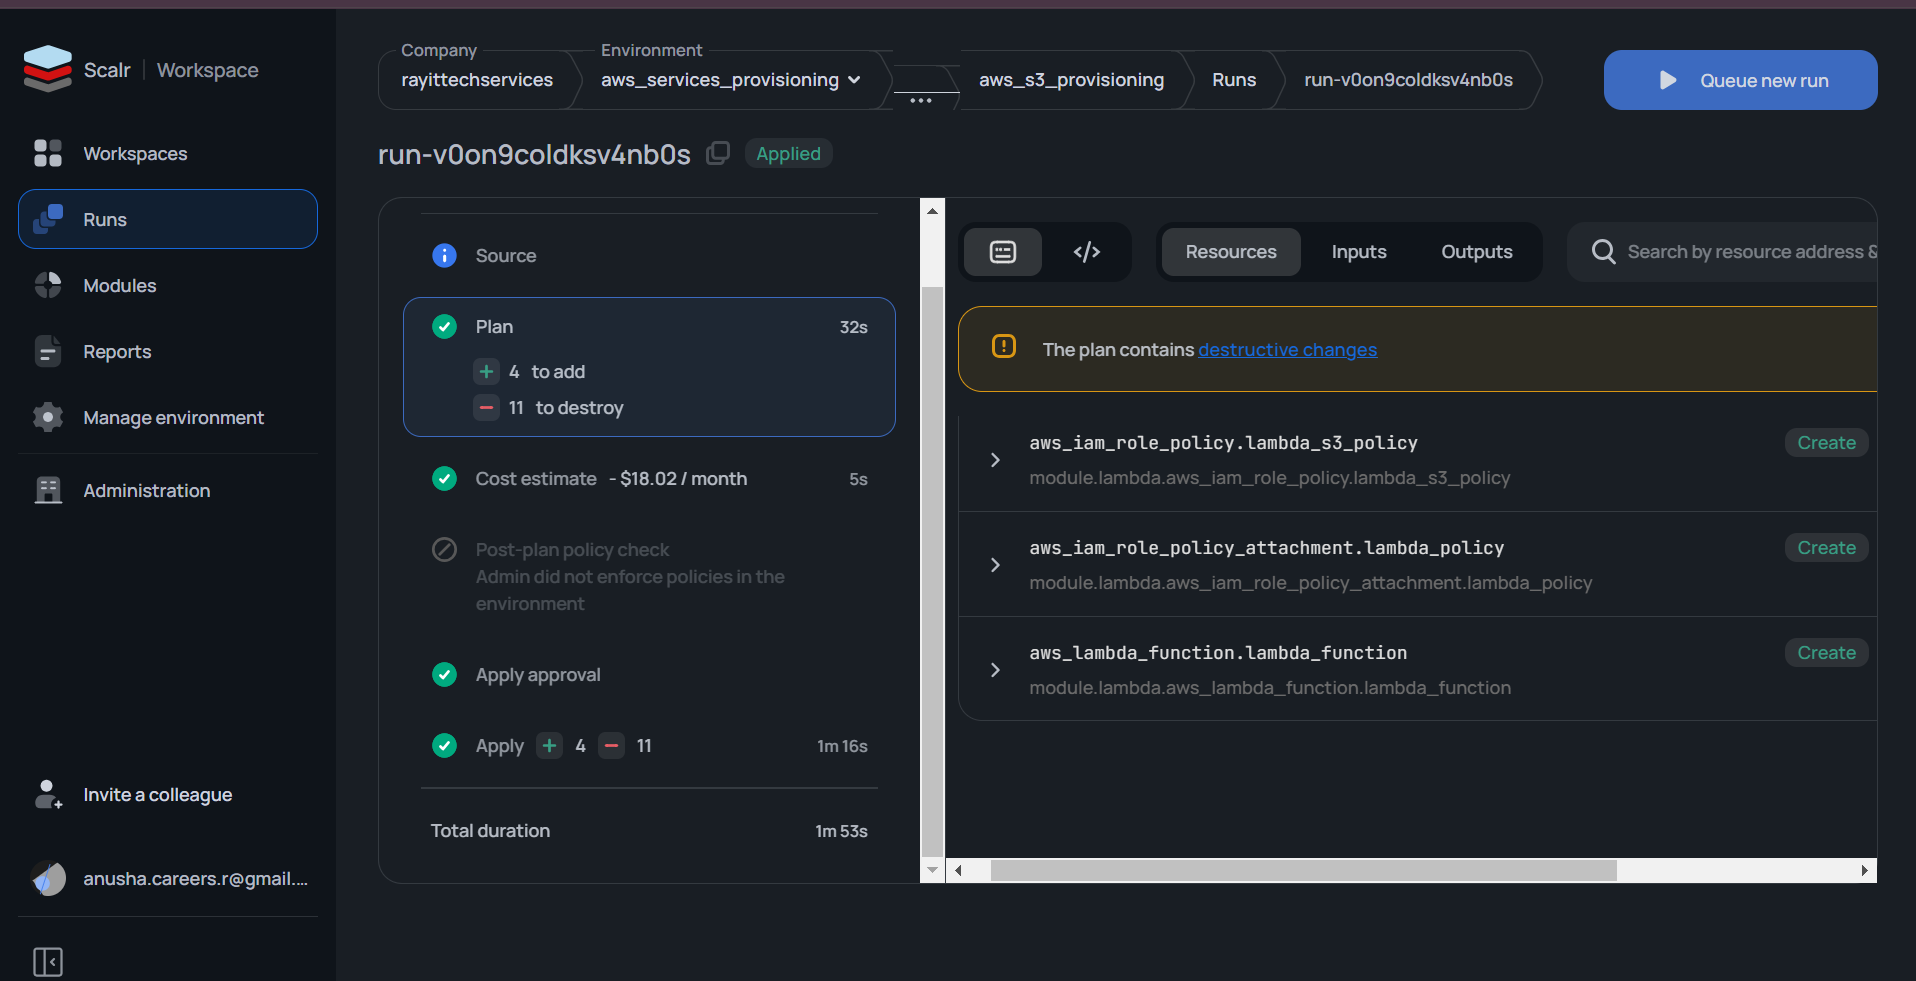 Scalr
Workspace
Company
rayittechservices
Environment
aws_services_provisioning
•••
aws_s3_provisioning
Runs
run-v0on9coldksv4nb0s
Queue new run
Workspaces
Runs
Modules
Reports
Manage environment
Administration
Invite a colleague
anusha.careers.r@gmail....
run-v0on9coldksv4nb0s
Applied
Source
Plan
32s
+ 4 to add
− 11 to destroy
Cost estimate - $18.02 / month
5s
Post-plan policy check
Admin did not enforce policies in the
environment
Apply approval
Apply + 4 − 11
1m 16s
Total duration
1m 53s
</>
Resources
Inputs
Outputs
Search by resource address &
The plan contains destructive changes
aws_iam_role_policy.lambda_s3_policy
Create
module.lambda.aws_iam_role_policy.lambda_s3_policy
aws_iam_role_policy_attachment.lambda_policy
Create
module.lambda.aws_iam_role_policy_attachment.lambda_policy
aws_lambda_function.lambda_function
Create
module.lambda.aws_lambda_function.lambda_function